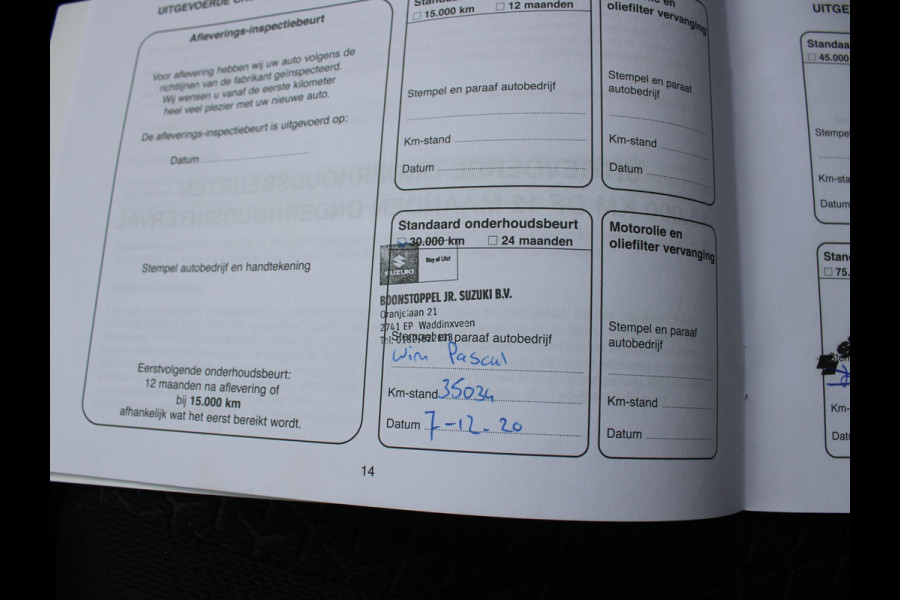 UITGEVOERDE
Afleverings-inspectiebeurt
Voor aflevering hebben wij uw auto volgens de
richtlijnen van de fabrikant geïnspecteerd.
Wij wensen u vanaf de eerste kilometer
heel veel plezier met uw nieuwe auto.
De afleverings-inspectiebeurt is uitgevoerd op:
Datum
Stempel autobedrijf en handtekening
Eerstvolgende onderhoudsbeurt:
12 maanden na aflevering of
bij 15.000 km
afhankelijk wat het eerst bereikt wordt.
15.000 km 12 maanden
Stempel en paraaf autobedrijf
Km-stand
Datum
en
oliefilter vervanging
Stempel en paraaf
autobedrijf
Km-stand
Datum
Standaard onderhoudsbeurt
30.000 km 24 maanden
SUZUKI
Way of Life!
BOONSTOPPEL JR. SUZUKI B.V.
Oranjelaan 21
2741 EP Waddinxveen
Stempel en paraaf autobedrijf
Wim Pascul
Km-stand 35034
Datum 7-12-20
Motorolie en
oliefilter vervanging
Stempel en paraaf
autobedrijf
Km-stand
Datum
14
UITGE
Standaa
45.000
Stempe
Km-sta
Datum
Stan
75.
Km-
Dat